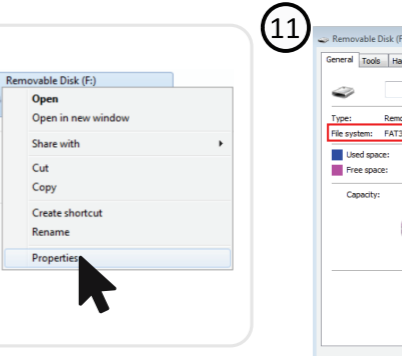 Removable Disk (F:)
Open
Open in new window
Share with
Cut
Copy
Create shortcut
Rename
Properties
11
Removable Disk (F
General Tools Ha
Type: Remo
File system: FAT3
Used space:
Free space:
Capacity: